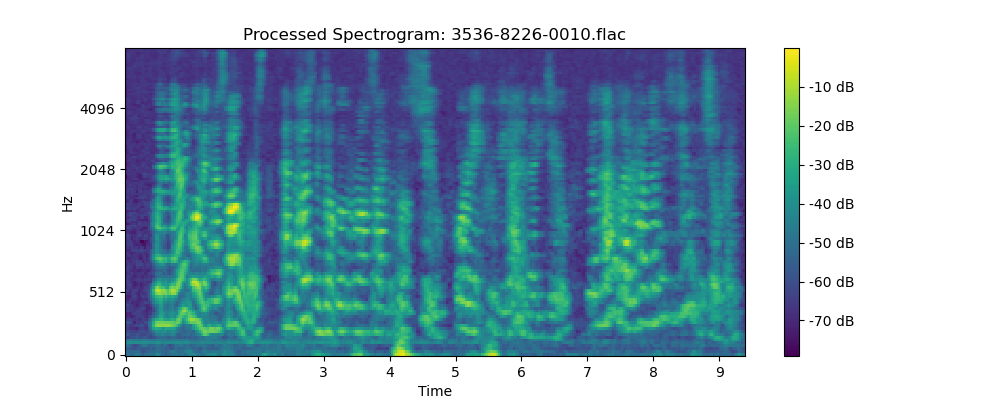 Processed Spectrogram: 3536-8226-0010.flac
Hz
4096
2048
1024
512
0
0 1 2 3 4 5 6 7 8 9
Time
-10 dB
-20 dB
-30 dB
-40 dB
-50 dB
-60 dB
-70 dB